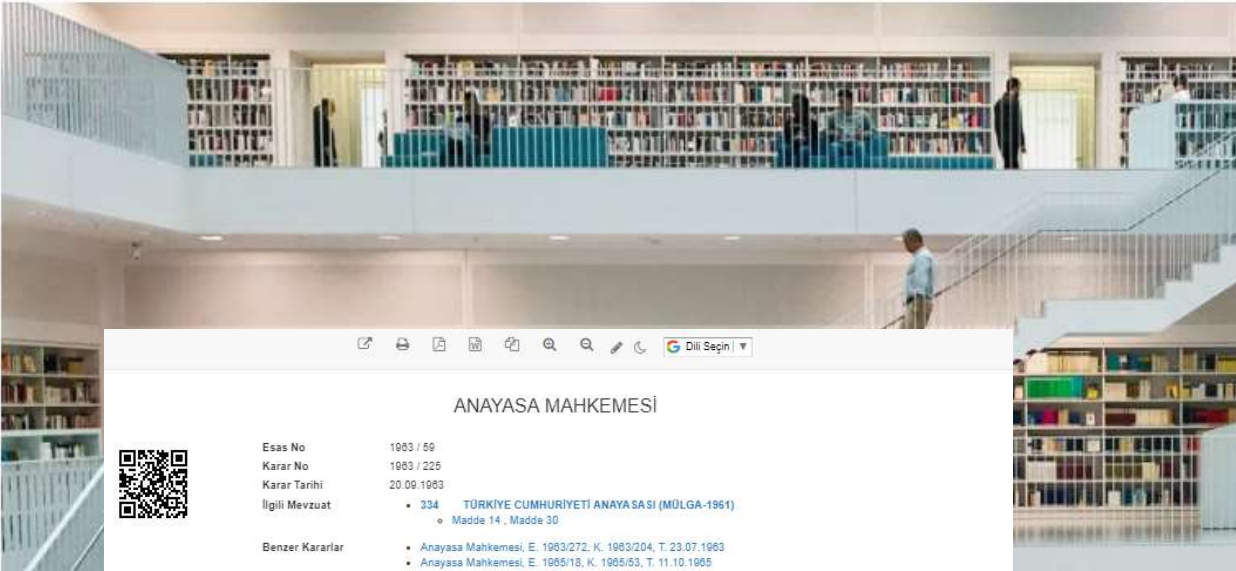 Dili Seçin | ▼
ANAYASA MAHKEMESİ
Esas No 1963 / 59
Karar No 1963 / 225
Karar Tarihi 20.09.1963
İlgili Mevzuat • 334 TÜRKİYE CUMHURİYETİ ANAYASASI (MÜLGA-1961)
Madde 14 , Madde 30
Benzer Kararlar • Anayasa Mahkemesi, E. 1963/272, K. 1963/204, T. 23.07.1963
• Anayasa Mahkemesi, E. 1965/18, K. 1965/53, T. 11.10.1965